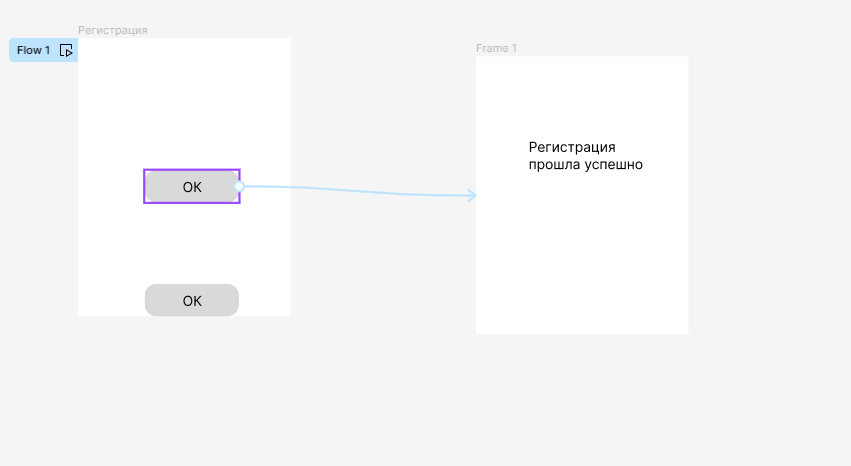 Регистрация
Flow 1
Frame 1
Регистрация
прошла успешно
OK
OK